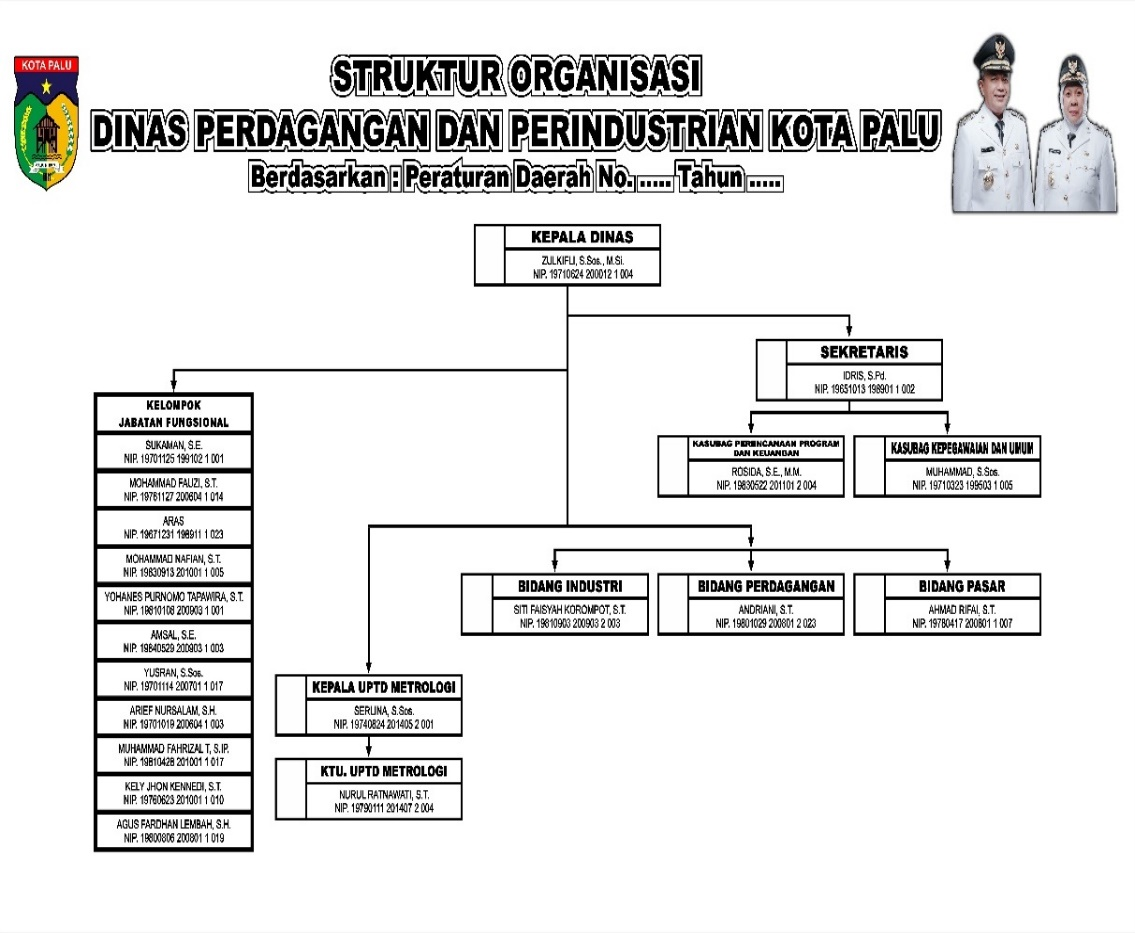 KOTA PALU
STRUKTUR ORGANISASI
DINAS PERDAGANGAN DAN PERINDUSTRIAN KOTA PALU
Berdasarkan : Peraturan Daerah No. ..... Tahun .....
KEPALA DINAS
ZULKIFLI, S.Sos., M.Si.
NIP. 19710624 200012 1 004
SEKRETARIS
IDRIS, S.Pd.
NIP. 19651013 198901 1 002
KASUBAG PERENCANAAN PROGRAM
DAN KEUANGAN
ROSIDA, S.E., M.M.
NIP. 19830522 201101 2 004
KASUBAG KEPEGAWAIAN DAN UMUM
MUHAMMAD, S.Sos.
NIP. 19710323 199503 1 005
KELOMPOK
JABATAN FUNGSIONAL
SUKAMAN, S.E.
NIP. 19701125 199102 1 001
MOHAMMAD FAUZI, S.T.
NIP. 19761127 200604 1 014
ARAS
NIP. 19671231 198911 1 023
MOHAMMAD NAFIAN, S.T.
NIP. 19830913 201001 1 005
YOHANES PURNOMO TAPAWIRA, S.T.
NIP. 19810108 200903 1 001
AMSAL, S.E.
NIP. 19840529 200903 1 003
YUSRAN, S.Sos.
NIP. 19701114 200701 1 017
ARIEF NURSALAM, S.H.
NIP. 19701019 200604 1 003
MUHAMMAD FAHRIZAL T, S.IP.
NIP. 19810428 201001 1 017
KELY JHON KENNEDI, S.T.
NIP. 19760623 201001 1 010
AGUS FARDHAN LEMBAH, S.H.
NIP. 19800806 200801 1 019
BIDANG INDUSTRI
SITI FAISYAH KOROMPOT, S.T.
NIP. 19810903 200903 2 003
BIDANG PERDAGANGAN
ANDRIANI, S.T.
NIP. 19801029 200801 2 023
BIDANG PASAR
AHMAD RIFAI, S.T.
NIP. 19780417 200801 1 007
KEPALA UPTD METROLOGI
SERLINA, S.Sos.
NIP. 19740824 201405 2 001
KTU. UPTD METROLOGI
NURUL RATNAWATI, S.T.
NIP. 19790111 201407 2 004